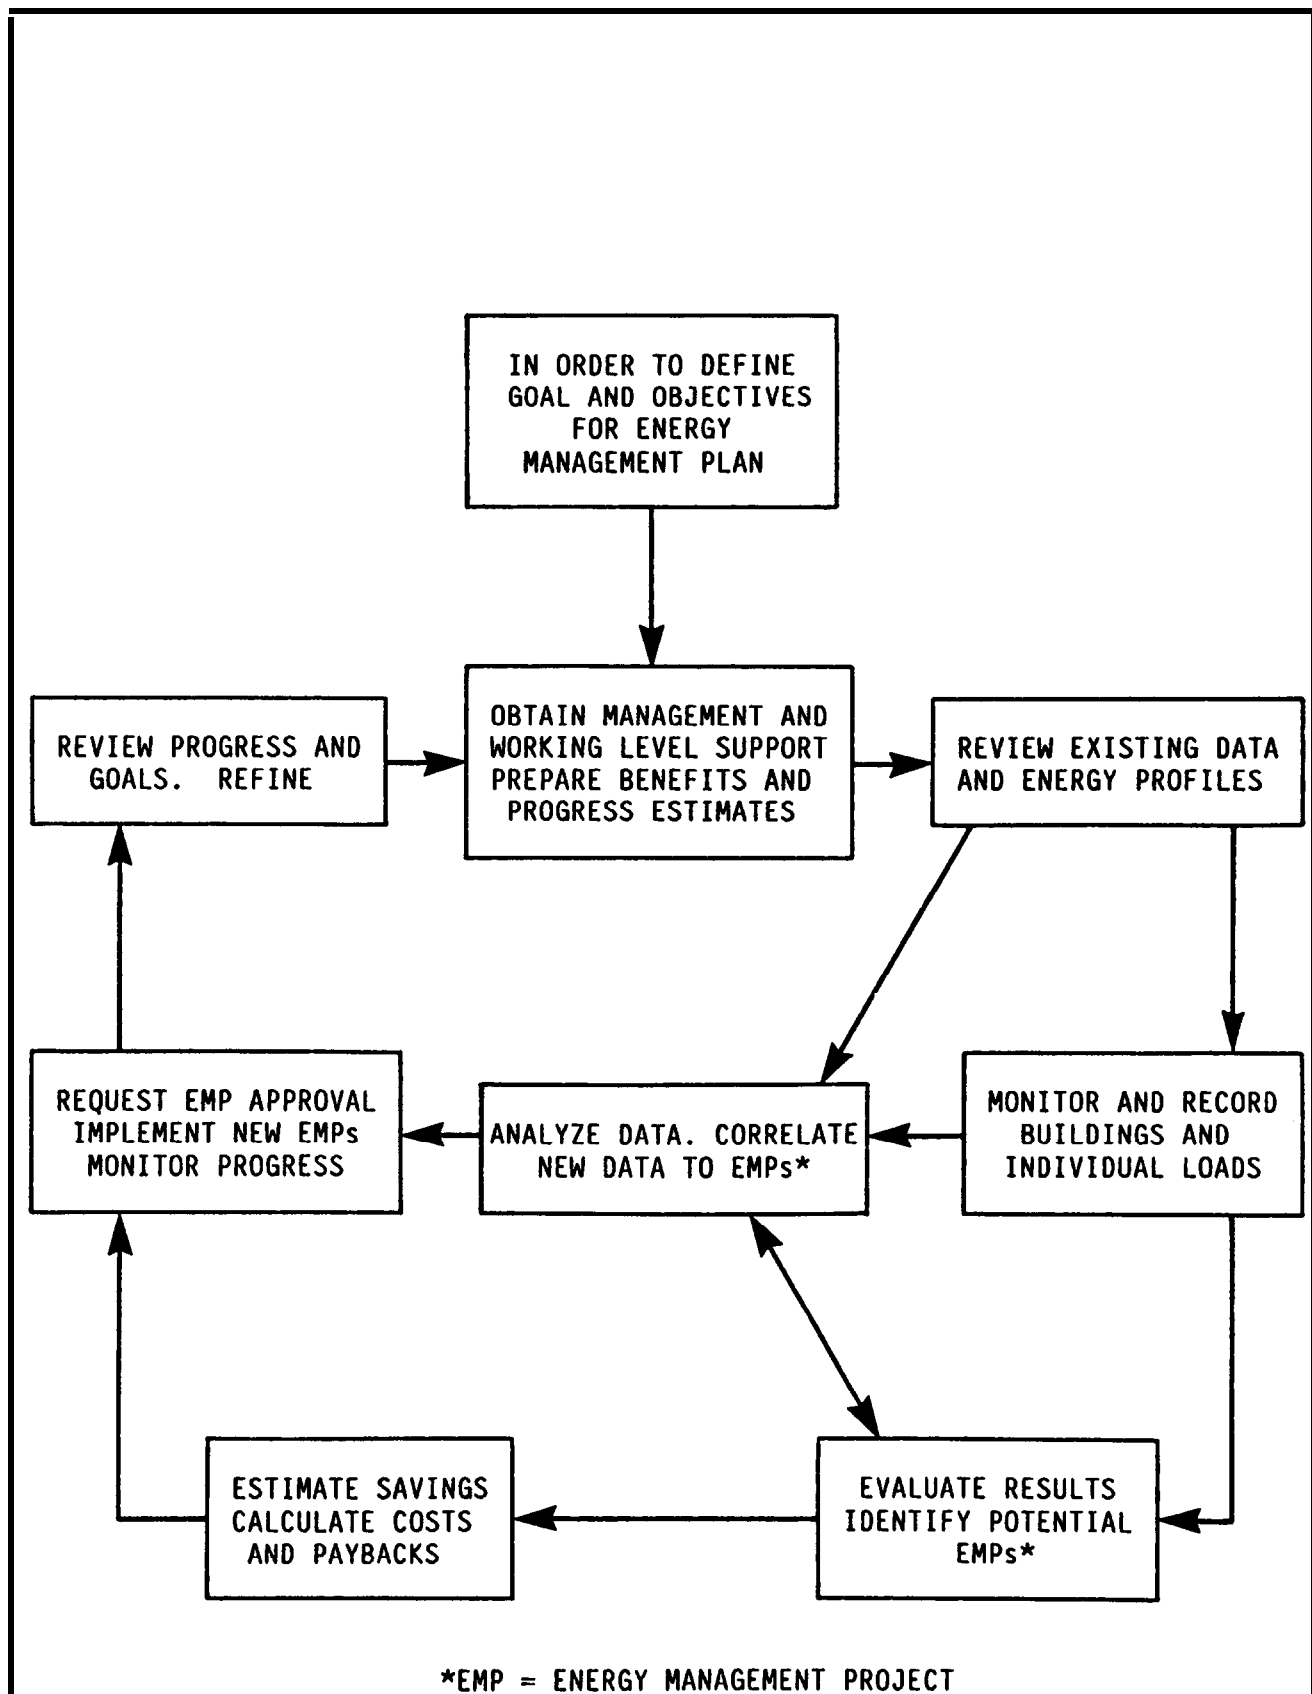 IN ORDER TO DEFINE
GOAL AND OBJECTIVES
FOR ENERGY
MANAGEMENT PLAN
REVIEW PROGRESS AND
GOALS. REFINE
OBTAIN MANAGEMENT AND
WORKING LEVEL SUPPORT
PREPARE BENEFITS AND
PROGRESS ESTIMATES
REVIEW EXISTING DATA
AND ENERGY PROFILES
REQUEST EMP APPROVAL
IMPLEMENT NEW EMPs
MONITOR PROGRESS
ANALYZE DATA. CORRELATE
NEW DATA TO EMPs*
MONITOR AND RECORD
BUILDINGS AND
INDIVIDUAL LOADS
ESTIMATE SAVINGS
CALCULATE COSTS
AND PAYBACKS
EVALUATE RESULTS
IDENTIFY POTENTIAL
EMPs*
*EMP = ENERGY MANAGEMENT PROJECT